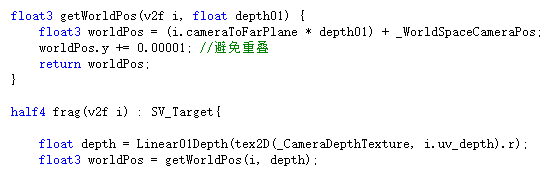 float3 getWorldPos(v2f i, float depth01) {
float3 worldPos = (i.cameraToFarPlane * depth01) + _WorldSpaceCameraPos;
worldPos.y += 0.00001; //避免重叠
return worldPos;
}
half4 frag(v2f i) : SV_Target{
float depth = Linear01Depth(tex2D(_CameraDepthTexture, i.uv_depth).r);
float3 worldPos = getWorldPos(i, depth);